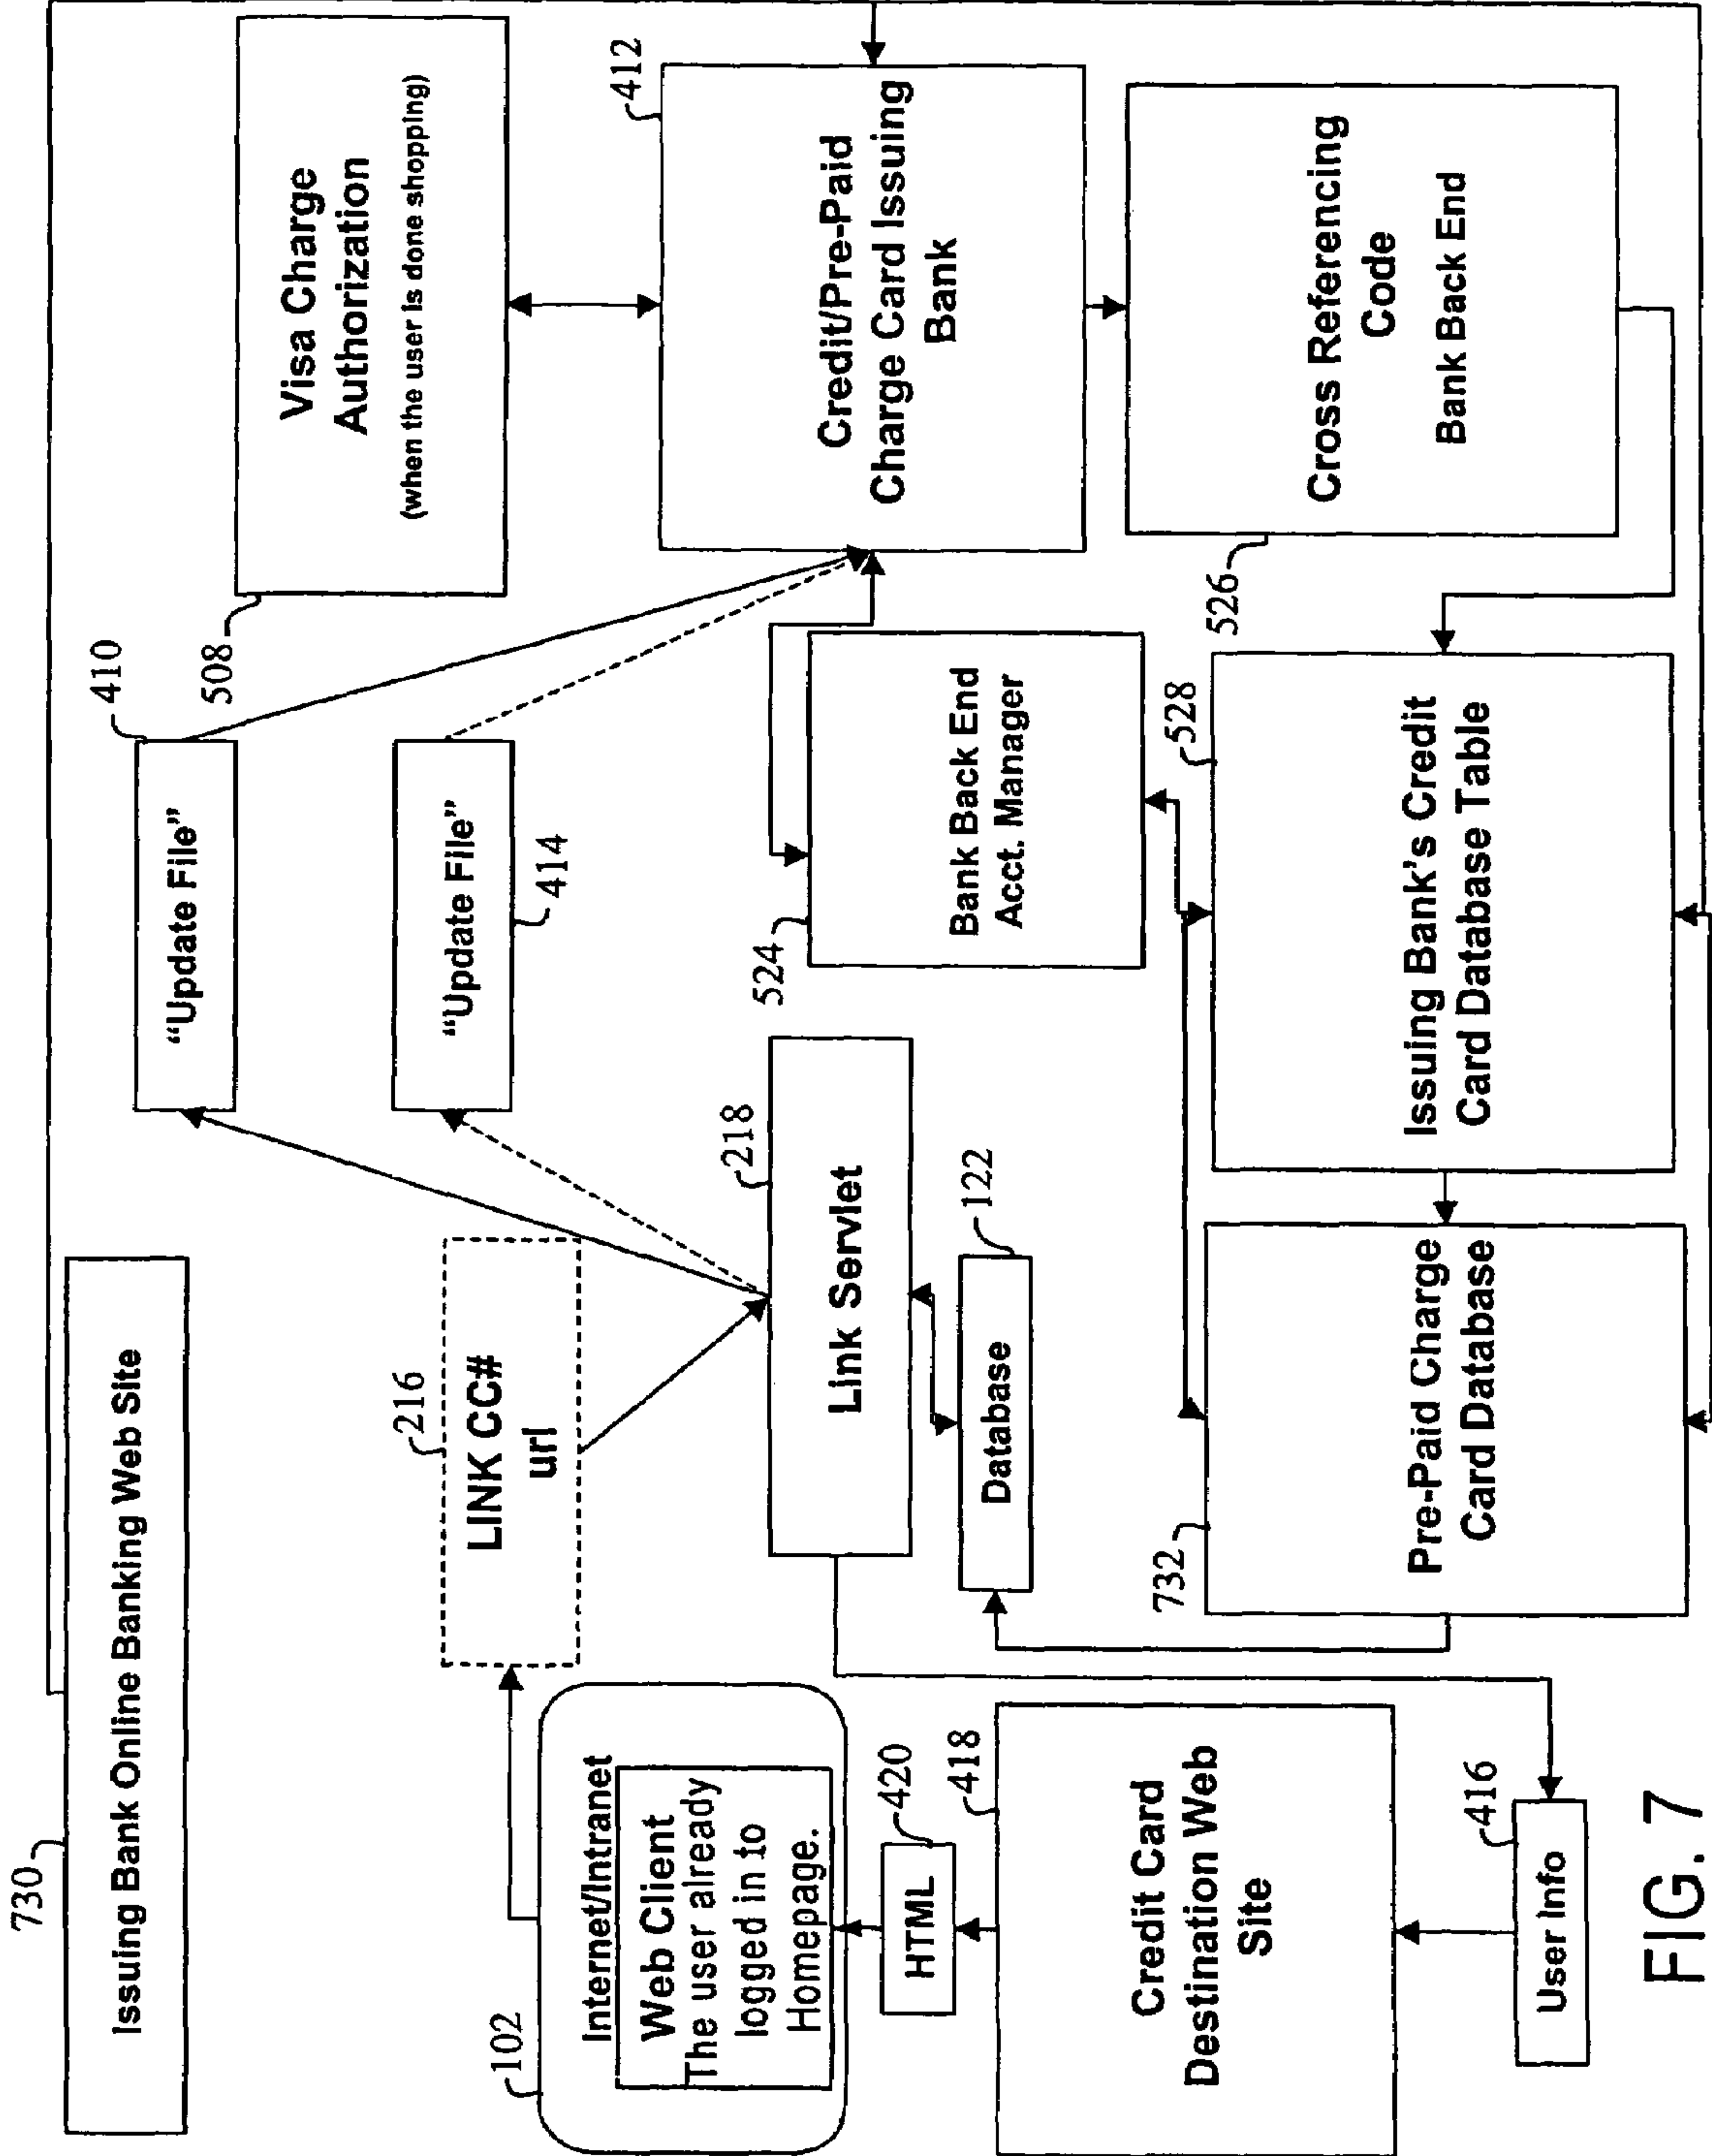 730
Issuing Bank Online Banking Web Site
102
Internet/Intranet
Web Client
The user already
logged in to
Homepage.
216
LINK CC#
url
410
“Update File”
“Update File”
414
508
Visa Charge
Authorization
(when the user is done shopping)
420
HTML
218
Link Servlet
122
Database
524
Bank Back End
Acct. Manager
412
Credit/Pre-Paid
Charge Card Issuing
Bank
418
Credit Card
Destination Web
Site
732
Pre-Paid Charge
Card Database
528
Issuing Bank's Credit
Card Database Table
526
Cross Referencing
Code
Bank Back End
416
User Info
FIG. 7